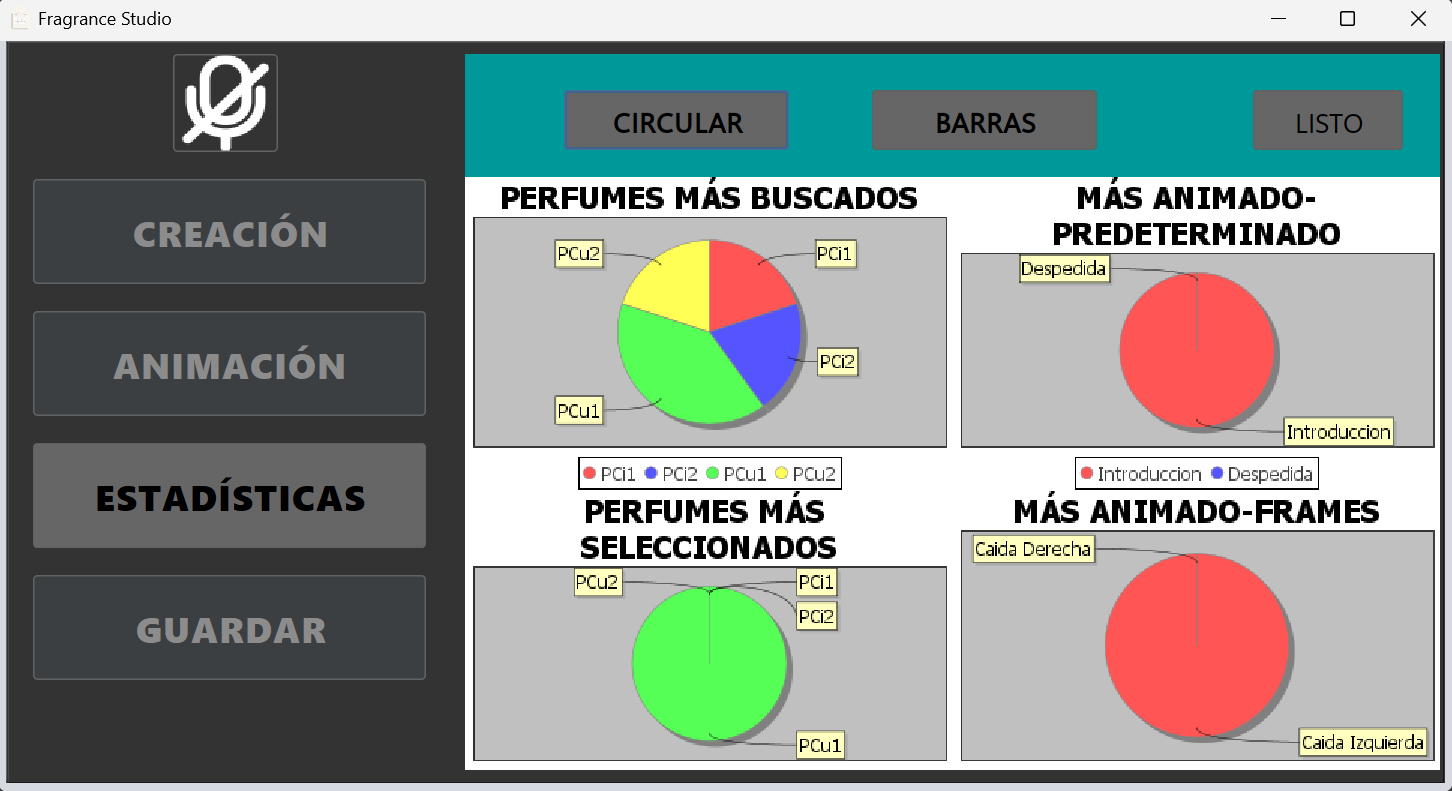 Fragrance Studio
CREACIÓN
ANIMACIÓN
ESTADÍSTICAS
GUARDAR
CIRCULAR
BARRAS
LISTO
PERFUMES MÁS BUSCADOS
PCu2
PCi1
PCi2
PCu1
PCi1 PCi2 PCu1 PCu2
MÁS ANIMADO-
PREDETERMINADO
Despedida
Introduccion
Introduccion Despedida
PERFUMES MÁS
SELECCIONADOS
PCu2
PCi1
PCi2
PCu1
MÁS ANIMADO-FRAMES
Caida Derecha
Caida Izquierda